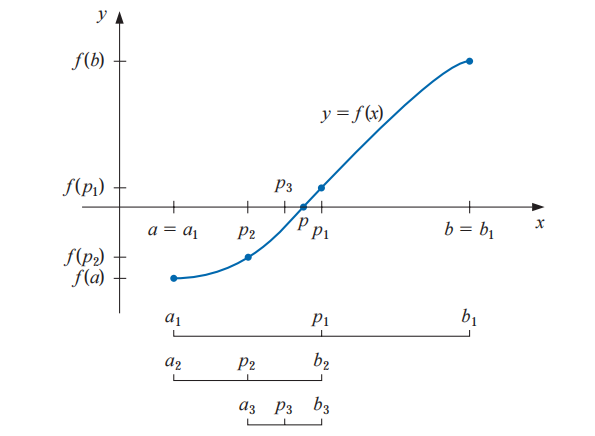 y
f(b)
y = f(x)
f(p₁)
p₃
a = a₁ p₂ p p₁ b = b₁ x
f(p₂)
f(a)
a₁ p₁ b₁
a₂ p₂ b₂
a₃ p₃ b₃